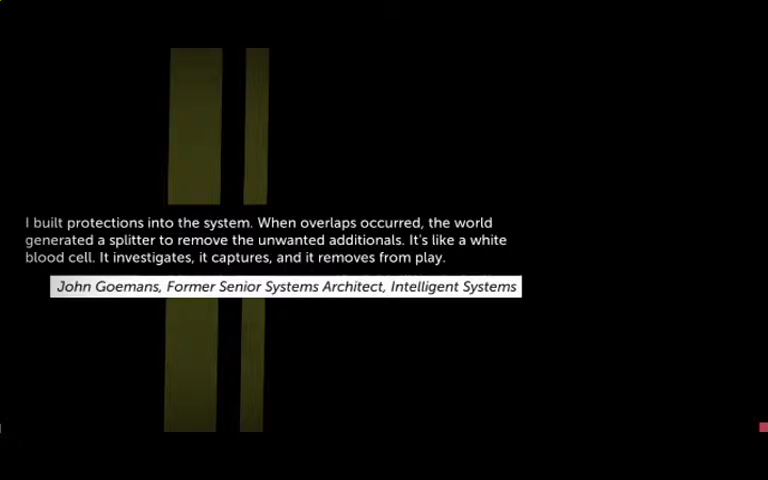 I built protections into the system. When overlaps occurred, the world
generated a splitter to remove the unwanted additionals. It's like a white
blood cell. It investigates, it captures, and it removes from play.
John Goemans, Former Senior Systems Architect, Intelligent Systems